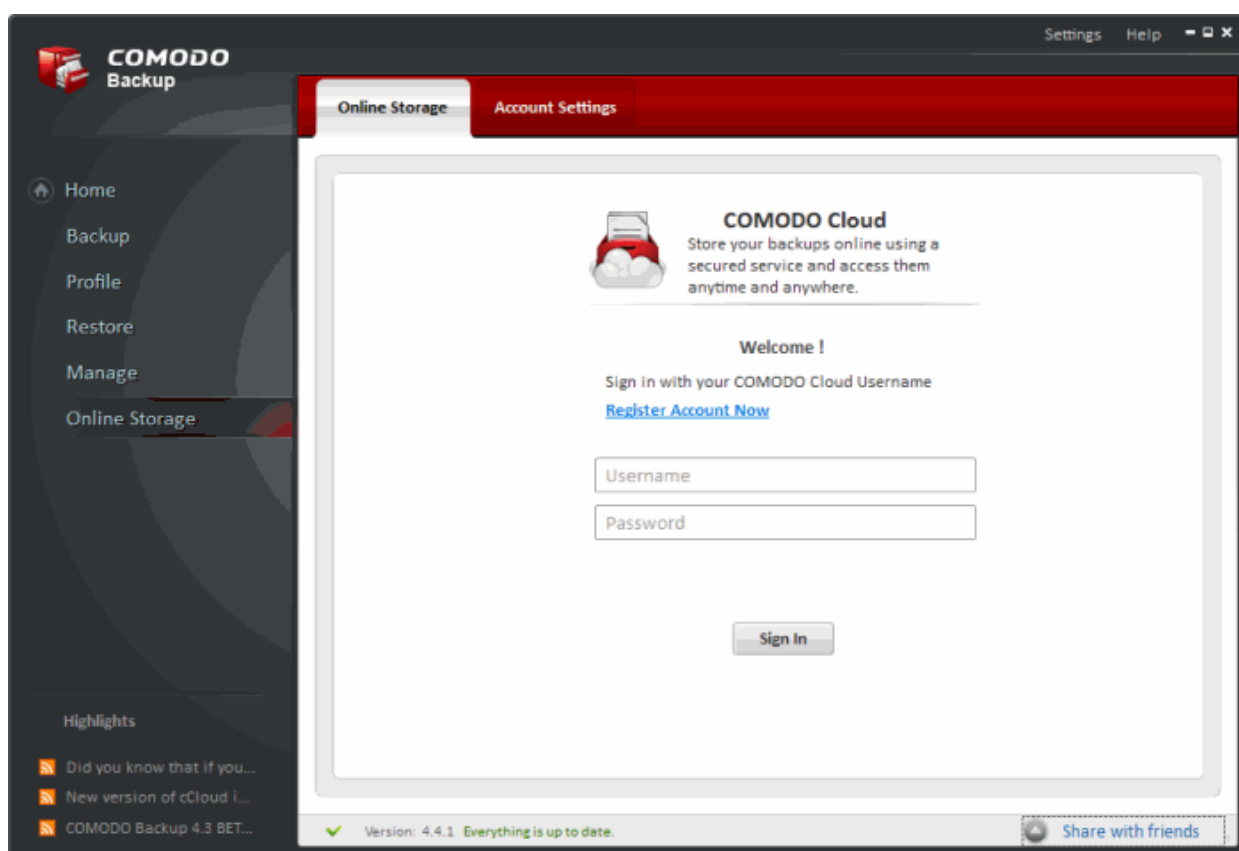 Settings Help
COMODO
Backup
Online Storage Account Settings
Home
Backup
Profile
Restore
Manage
Online Storage
COMODO Cloud
Store your backups online using a
secured service and access them
anytime and anywhere.
Welcome !
Sign in with your COMODO Cloud Username
Register Account Now
Username
Password
Sign In
Highlights
Did you know that if you...
New version of cCloud i...
COMODO Backup 4.3 BET...
Version: 4.4.1 Everything is up to date.
Share with friends